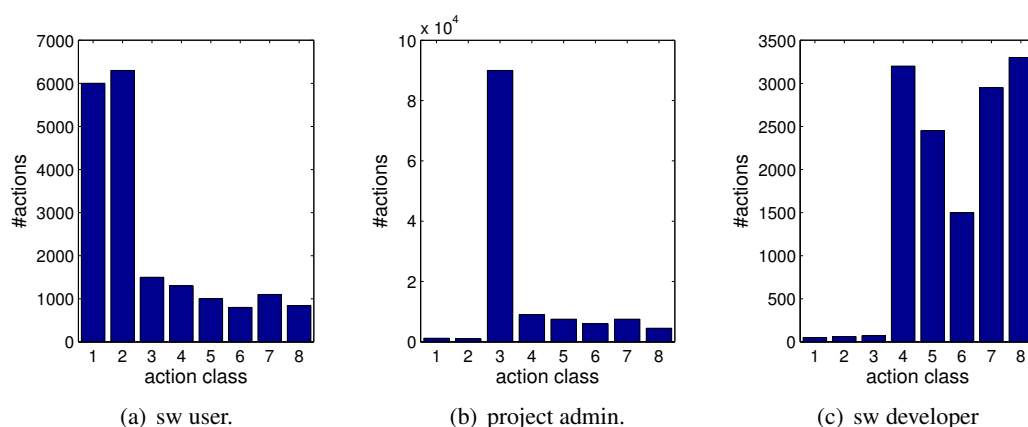 7000
6000
5000
4000
3000
2000
1000
0
#actions
1 2 3 4 5 6 7 8
action class
(a) sw user.
x 10^4
10
8
6
4
2
0
#actions
1 2 3 4 5 6 7 8
action class
(b) project admin.
3500
3000
2500
2000
1500
1000
500
0
#actions
1 2 3 4 5 6 7 8
action class
(c) sw developer